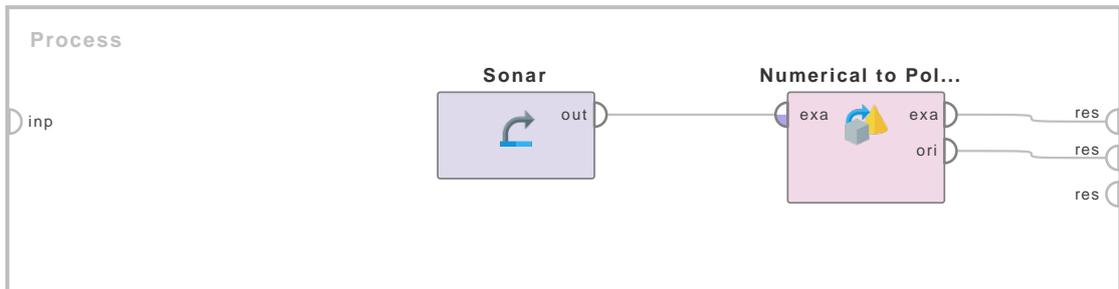 Process
Sonar
Numerical to Pol...
inp
out
exa
exa
res
ori
res
res